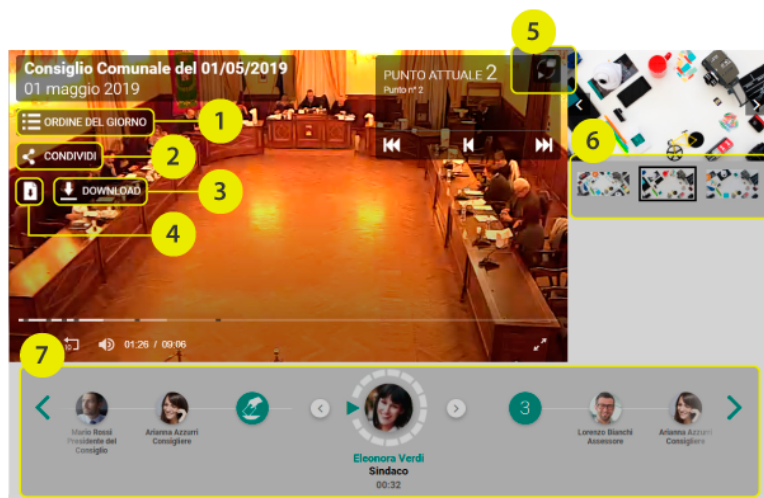 5
Consiglio Comunale del 01/05/2019
01 maggio 2019
PUNTO ATTUALE 2
Punto n° 2
ORDINE DEL GIORNO
1
6
CONDIVIDI
2
DOWNLOAD
3
4
10
01:26 / 09:06
7
3
Mario Rossi
Presidente del
Consiglio
Arianna Azzurri
Consigliere
Eleonora Verdi
Sindaco
00:32
Lorenzo Bianchi
Assessore
Arianna Azzurri
Consigliere